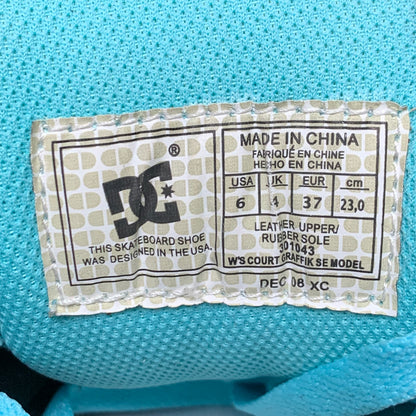 DC®
THIS SKATEBOARD SHOE
WAS DESIGNED IN THE USA.
MADE IN CHINA
FABRIQUÉ EN CHINE
HECHO EN CHINA
USA UK EUR cm
6 4 37 23,0
LEATHER UPPER/
RUBBER SOLE
301043
W'S COURT GRAFFIK SE MODEL
DEC 08 XC